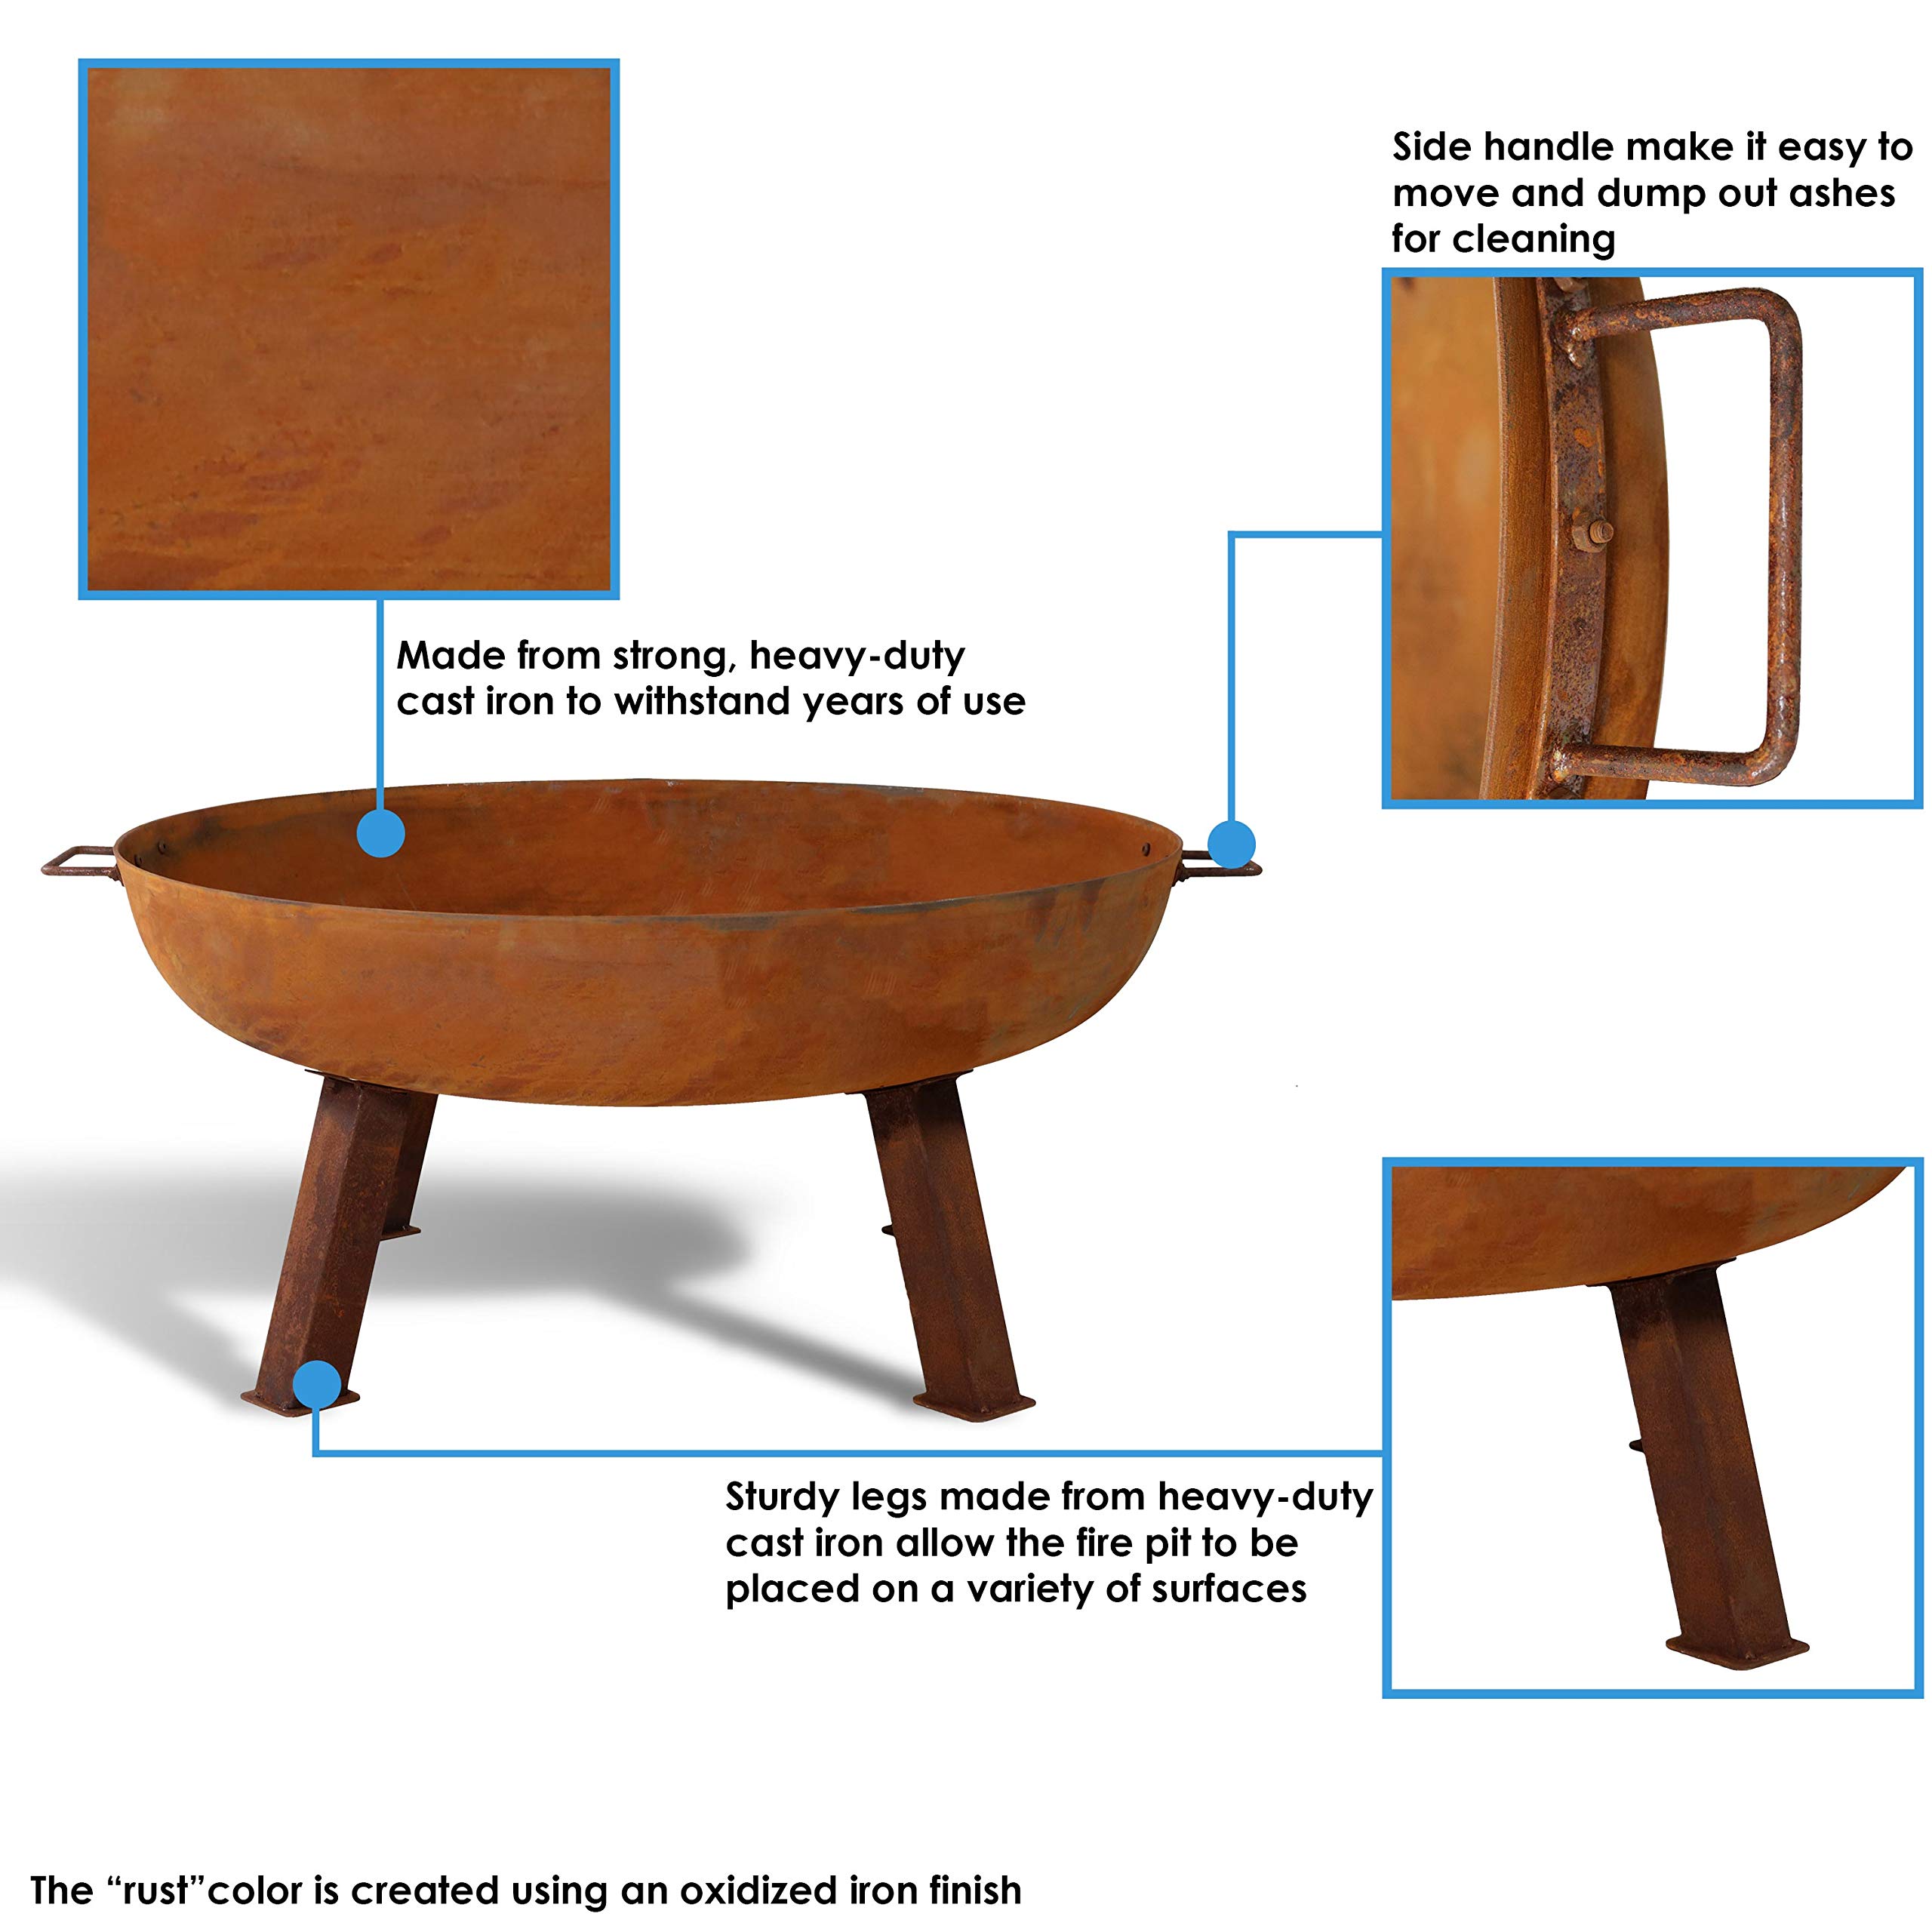 Side handle make it easy to
move and dump out ashes
for cleaning
Made from strong, heavy-duty
cast iron to withstand years of use
Sturdy legs made from heavy-duty
cast iron allow the fire pit to be
placed on a variety of surfaces
The “rust”color is created using an oxidized iron finish